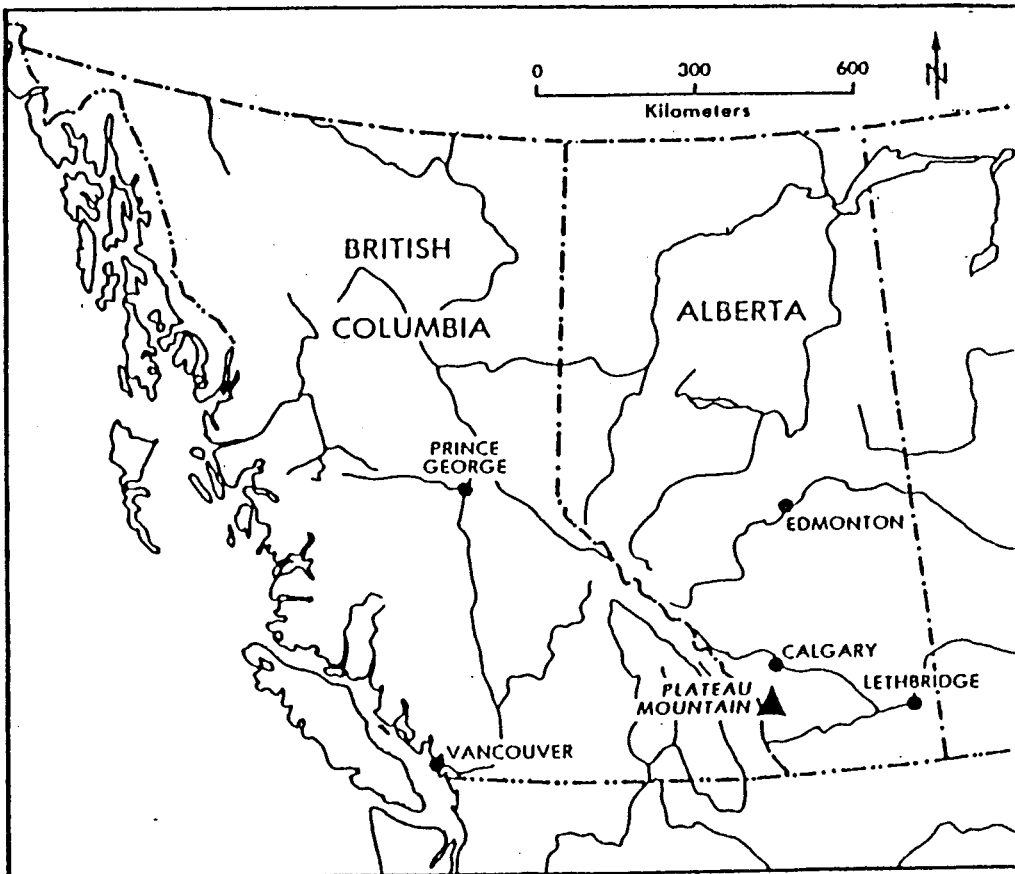 0 300 600
Kilometers
N
BRITISH
COLUMBIA
ALBERTA
PRINCE
GEORGE
EDMONTON
CALGARY
LETHBRIDGE
PLATEAU
MOUNTAIN
VANCOUVER